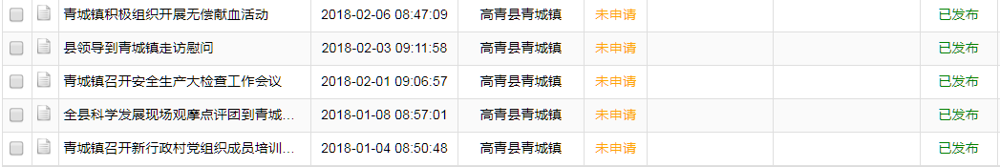 青城镇积极组织开展无偿献血活动 2018-02-06 08:47:09 高青县青城镇 未申请 已发布
县领导到青城镇走访慰问 2018-02-03 09:11:58 高青县青城镇 未申请 已发布
青城镇召开安全生产大检查工作会议 2018-02-01 09:06:57 高青县青城镇 未申请 已发布
全县科学发展现场观摩点评团到青城... 2018-01-08 08:57:01 高青县青城镇 未申请 已发布
青城镇召开新行政村党组织成员培训... 2018-01-04 08:50:48 高青县青城镇 未申请 已发布